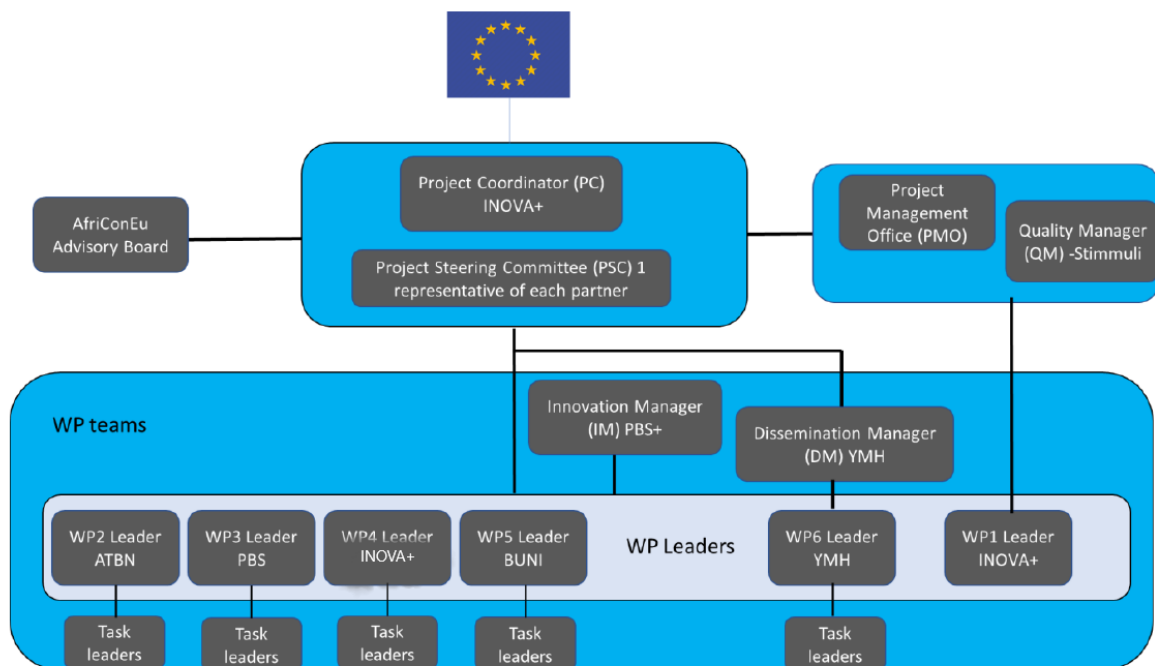 Project Coordinator (PC)
INOVA+
Project Steering Committee (PSC) 1
representative of each partner
AfriConEu
Advisory Board
Project
Management
Office (PMO)
Quality Manager
(QM) -Stimmuli
WP teams
Innovation Manager
(IM) PBS+
Dissemination Manager
(DM) YMH
WP2 Leader
ATBN
WP3 Leader
PBS
WP4 Leader
INOVA+
WP5 Leader
BUNI
WP Leaders
WP6 Leader
YMH
WP1 Leader
INOVA+
Task
leaders
Task
leaders
Task
leaders
Task
leaders
Task
leaders